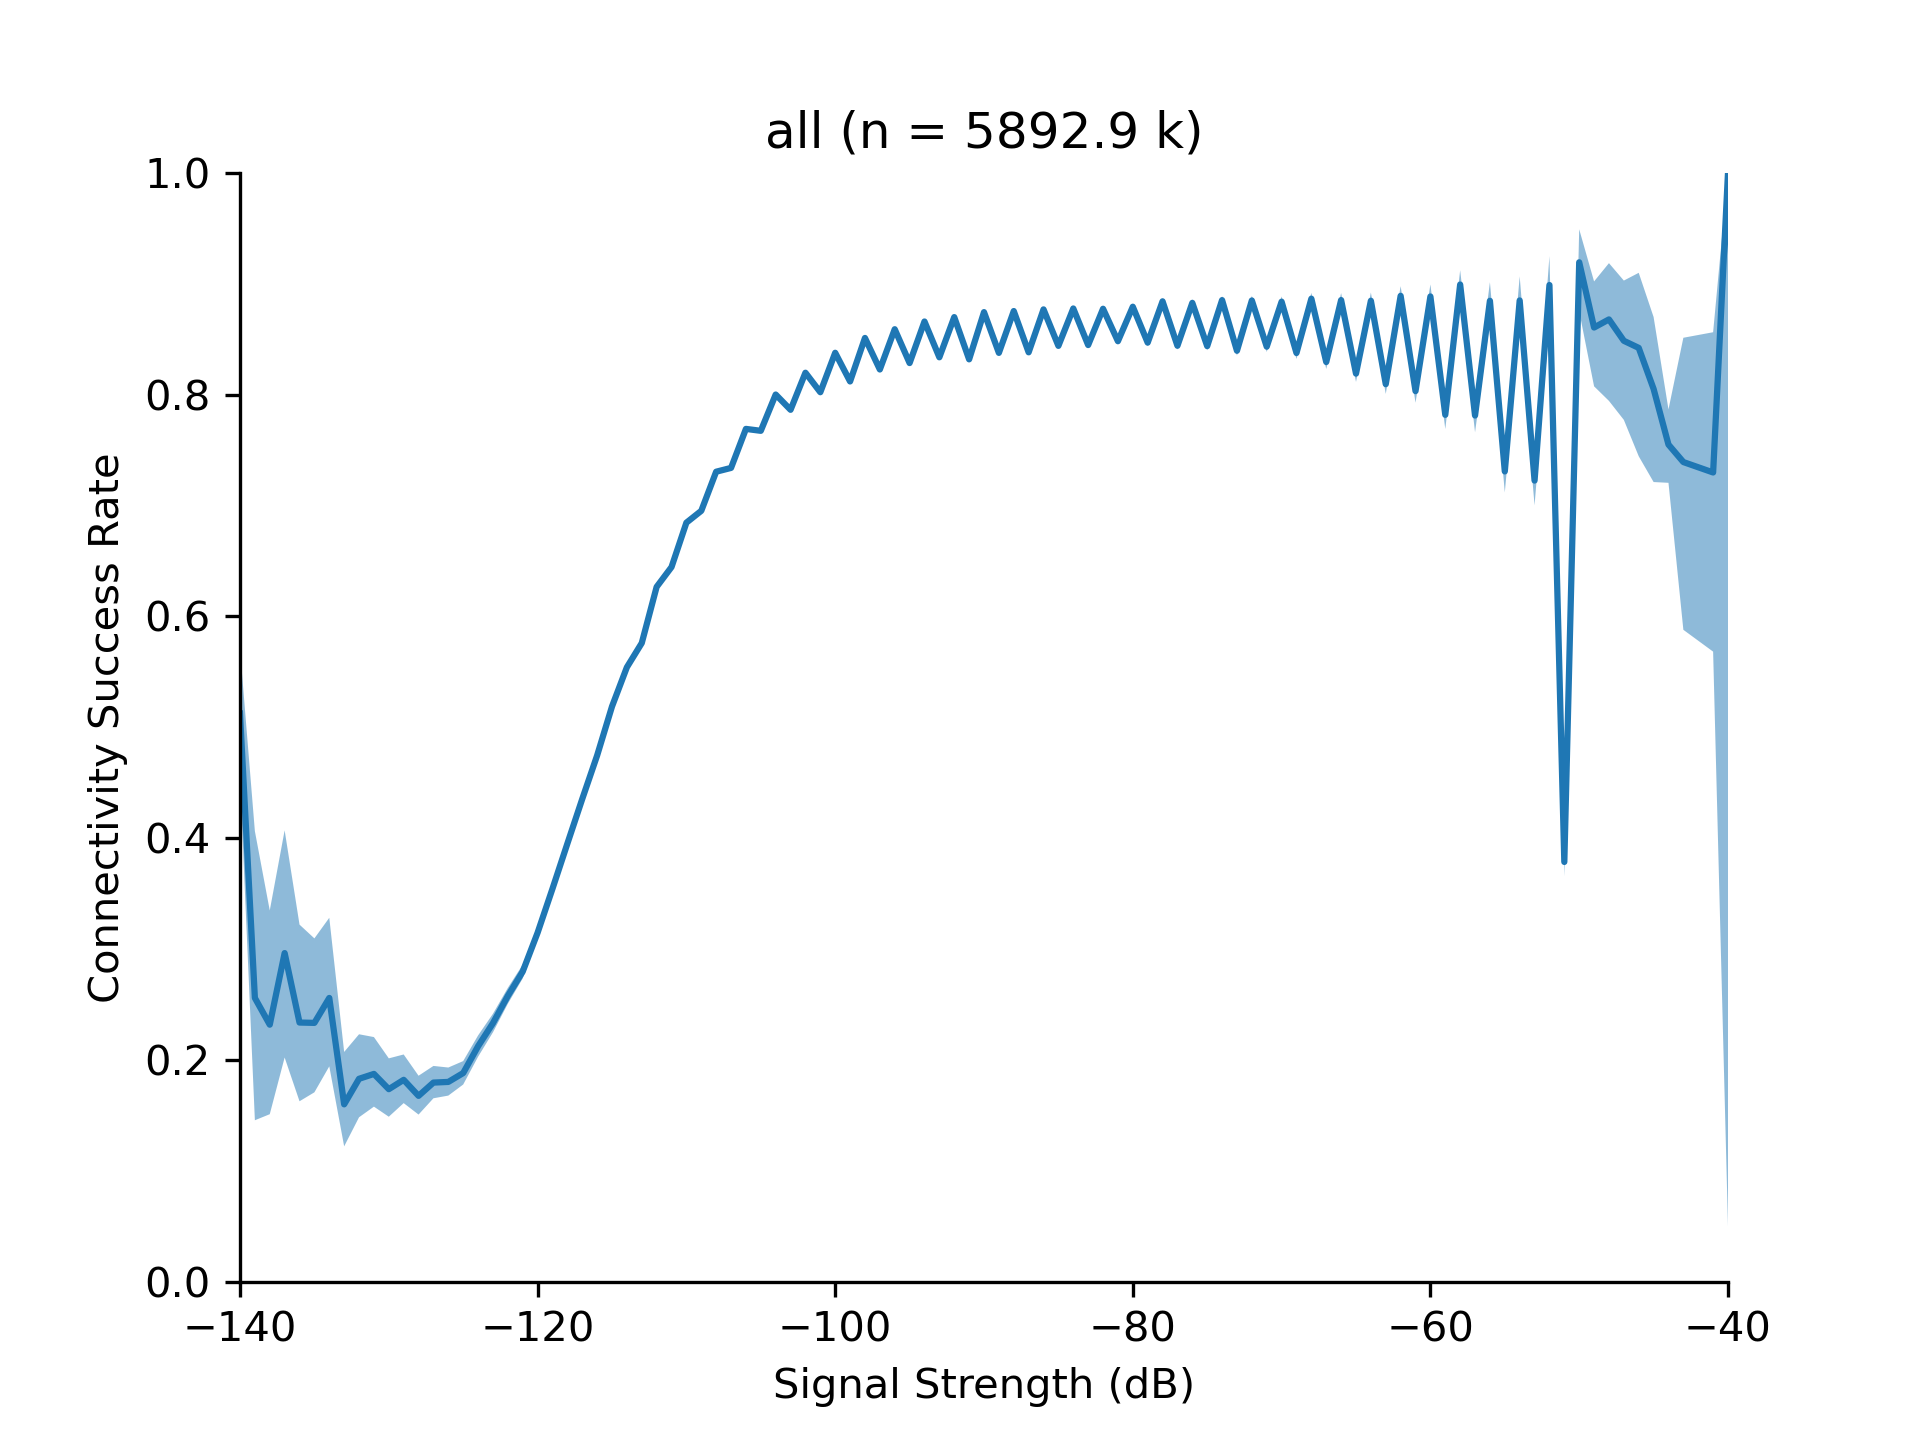 all (n = 5892.9 k)
1.0
0.8
0.6
0.4
0.2
0.0
Connectivity Success Rate
−140 −120 −100 −80 −60 −40
Signal Strength (dB)